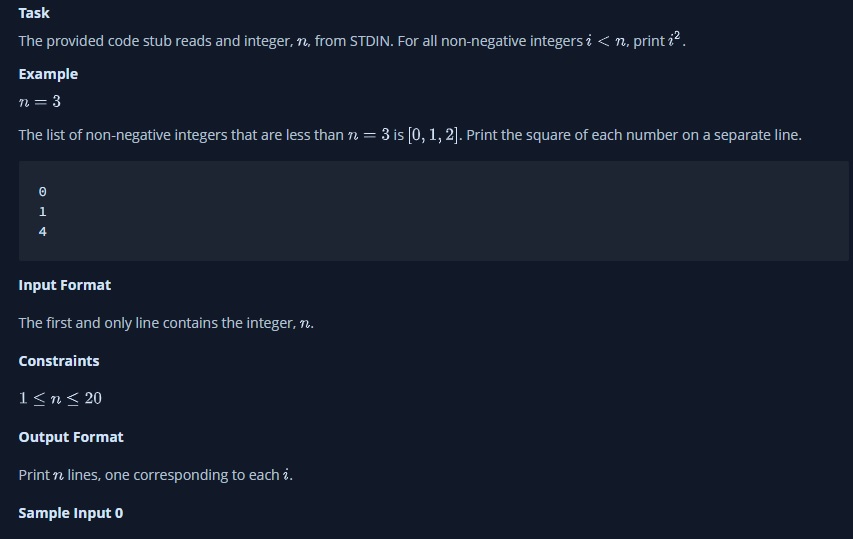 Task
The provided code stub reads and integer, n, from STDIN. For all non-negative integers i < n, print i².
Example
n = 3
The list of non-negative integers that are less than n = 3 is [0, 1, 2]. Print the square of each number on a separate line.
0
1
4
Input Format
The first and only line contains the integer, n.
Constraints
1 ≤ n ≤ 20
Output Format
Print n lines, one corresponding to each i.
Sample Input 0